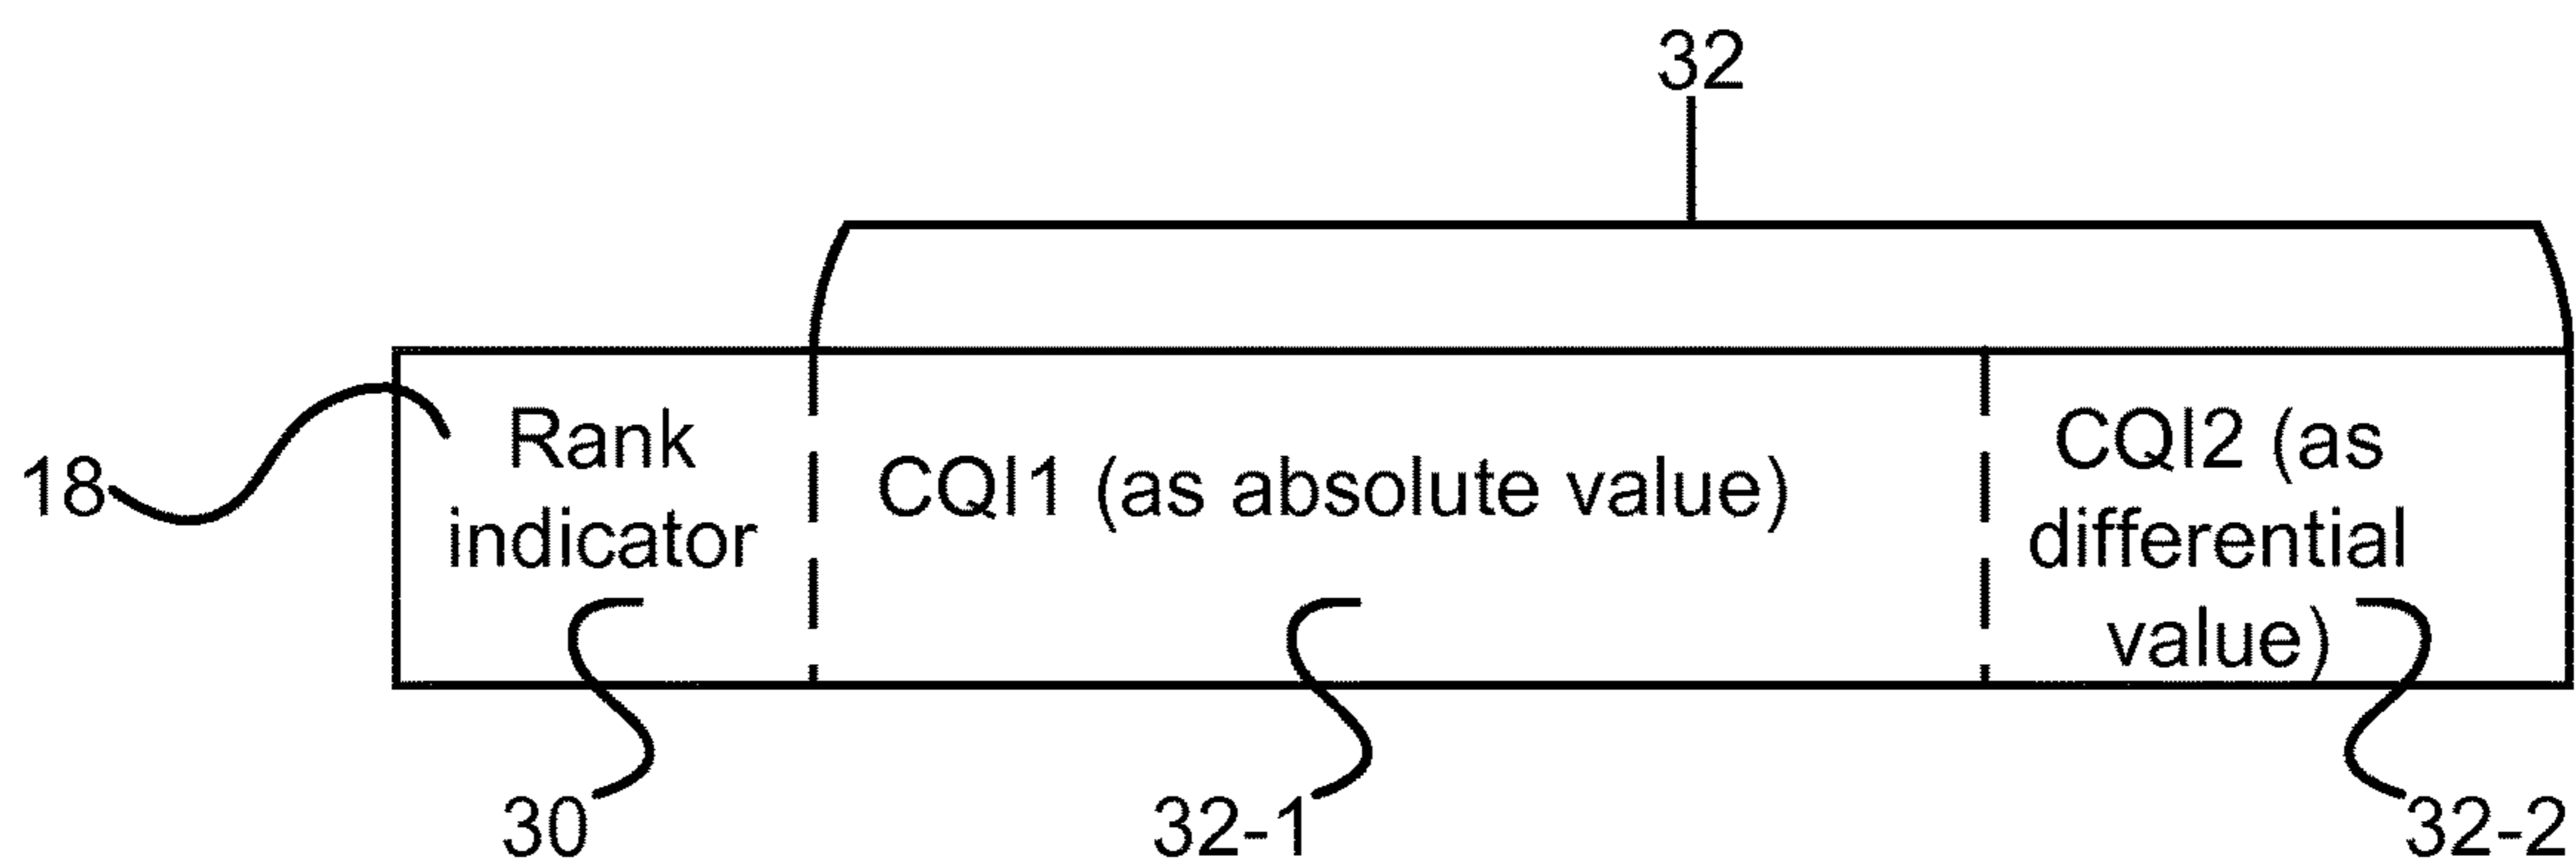 32
18
Rank
indicator
CQI1 (as absolute value)
CQI2 (as
differential
value)
30
32-1
32-2